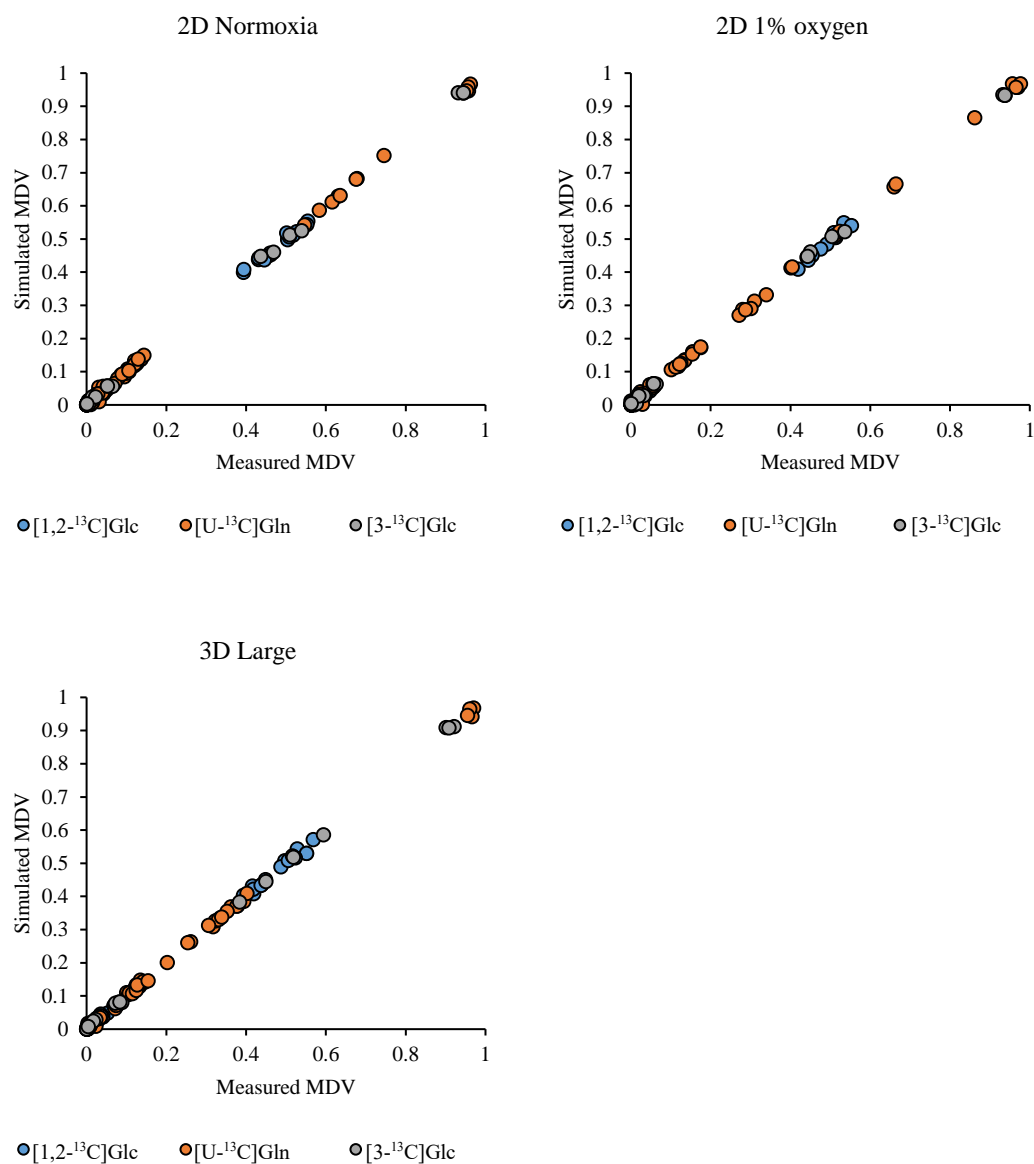 2D Normoxia
1
0.9
0.8
0.7
0.6
0.5
0.4
0.3
0.2
0.1
0
Simulated MDV
0 0.2 0.4 0.6 0.8 1
Measured MDV
[1,2-¹³C]Glc [U-¹³C]Gln [3-¹³C]Glc
2D 1% oxygen
1
0.9
0.8
0.7
0.6
0.5
0.4
0.3
0.2
0.1
0
Simulated MDV
0 0.2 0.4 0.6 0.8 1
Measured MDV
[1,2-¹³C]Glc [U-¹³C]Gln [3-¹³C]Glc
3D Large
1
0.9
0.8
0.7
0.6
0.5
0.4
0.3
0.2
0.1
0
Simulated MDV
0 0.2 0.4 0.6 0.8 1
Measured MDV
[1,2-¹³C]Glc [U-¹³C]Gln [3-¹³C]Glc